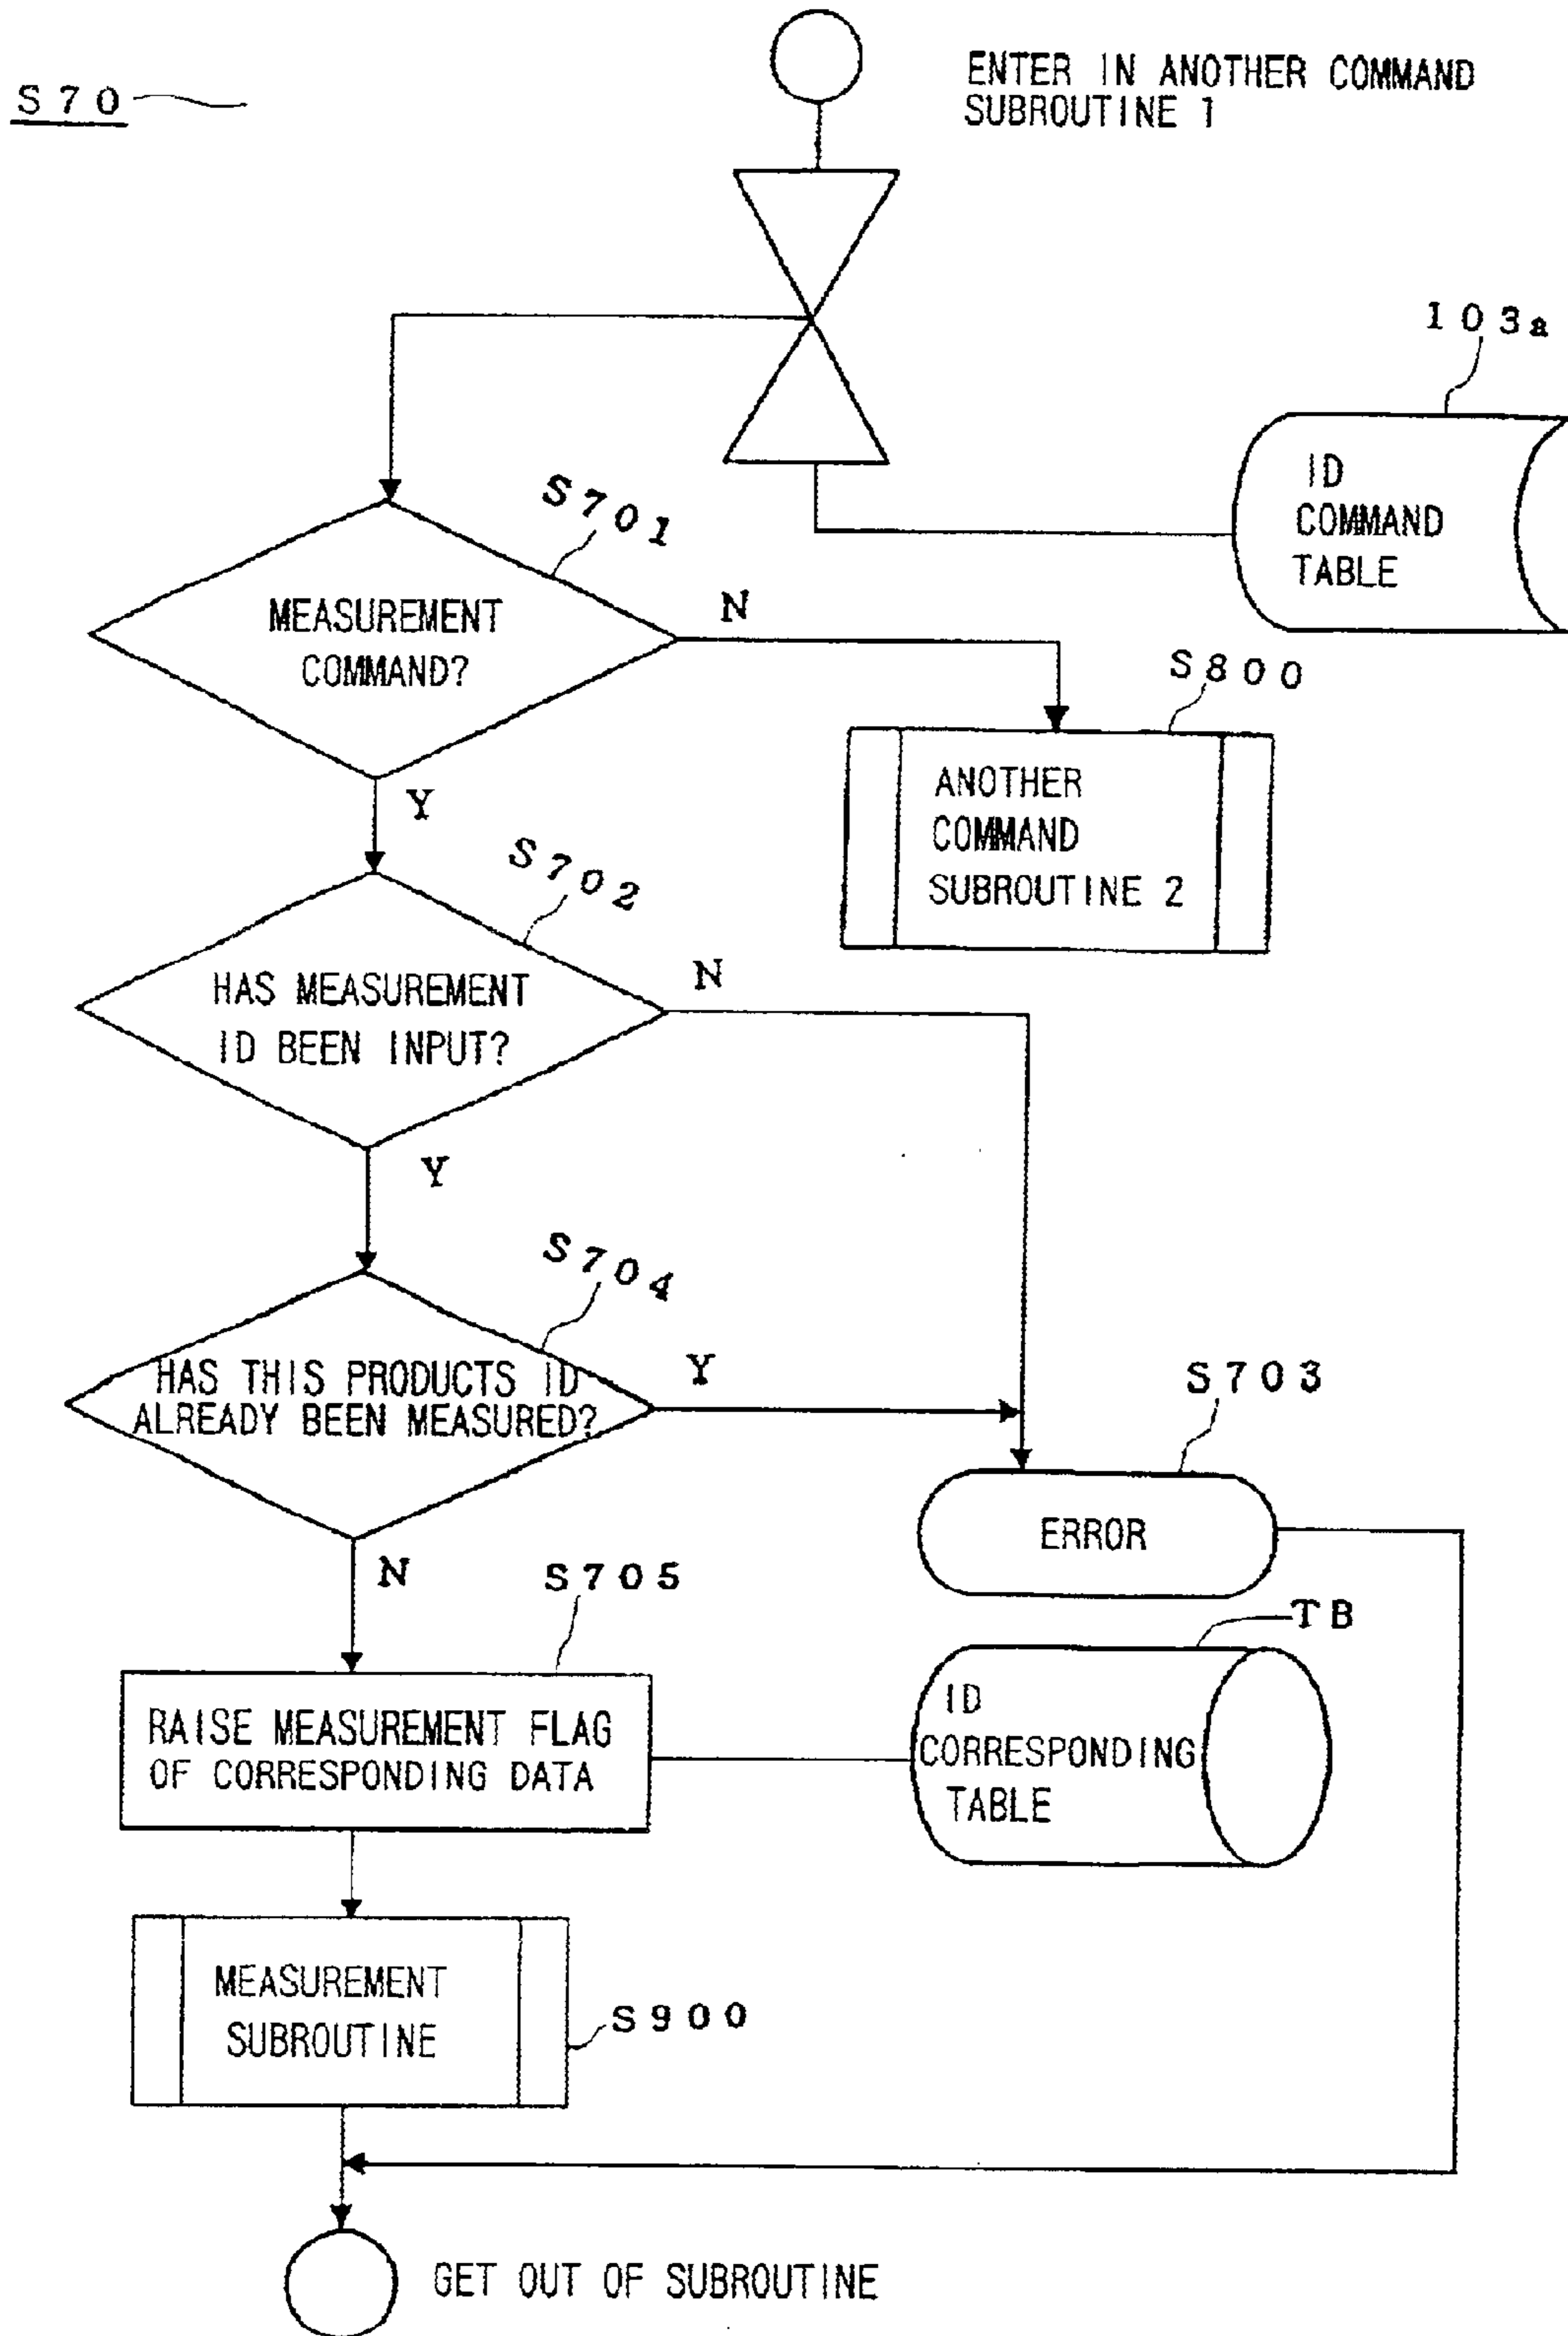 S70
ENTER IN ANOTHER COMMAND
SUBROUTINE 1
103a
ID
COMMAND
TABLE
S701
MEASUREMENT
COMMAND?
N
Y
S800
ANOTHER
COMMAND
SUBROUTINE 2
S702
HAS MEASUREMENT
ID BEEN INPUT?
N
Y
S704
HAS THIS PRODUCTS ID
ALREADY BEEN MEASURED?
Y
N
S703
ERROR
S705
RAISE MEASUREMENT FLAG
OF CORRESPONDING DATA
TB
ID
CORRESPONDING
TABLE
MEASUREMENT
SUBROUTINE
S900
GET OUT OF SUBROUTINE